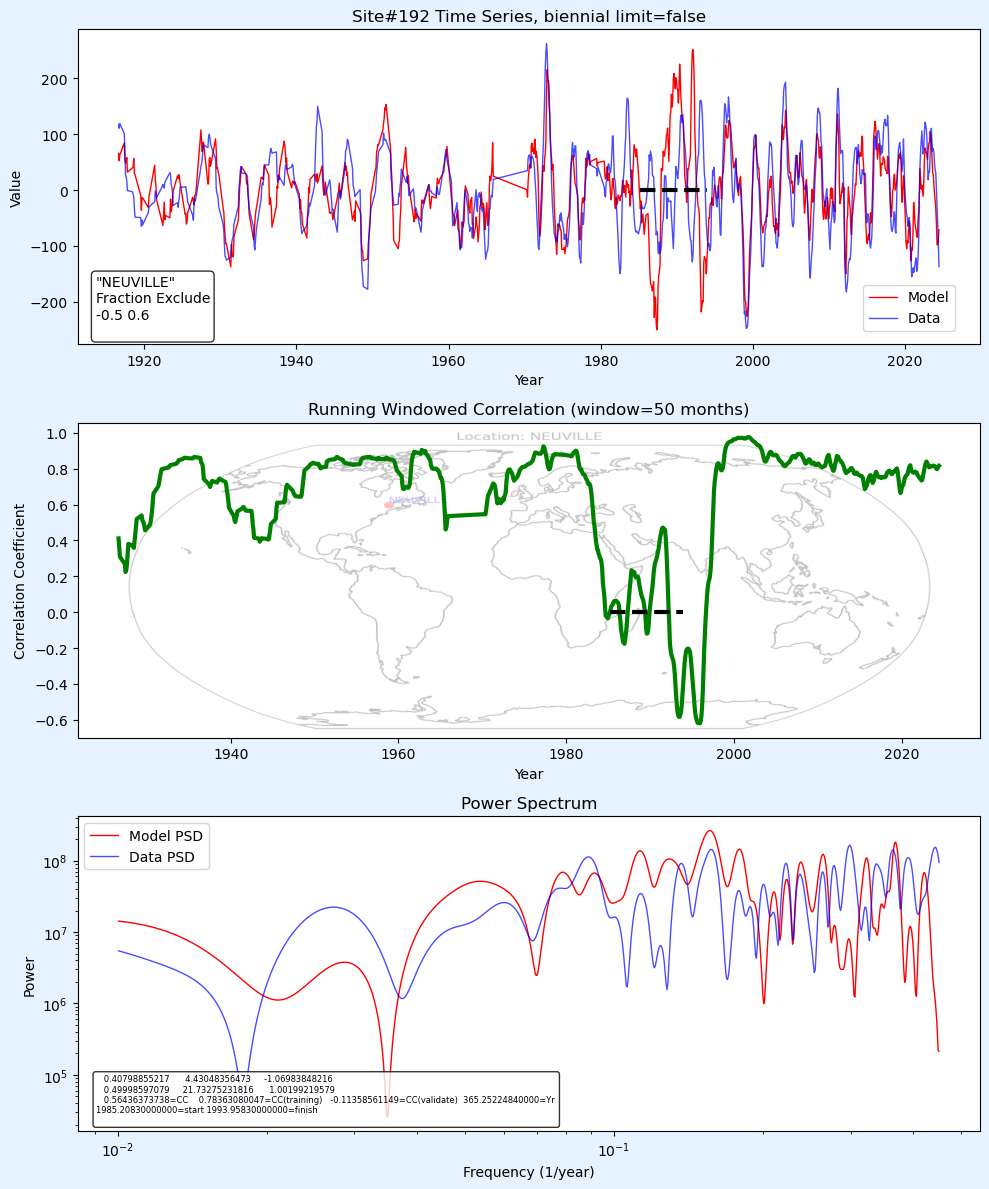 Site#192 Time Series, biennial limit=false
Value
200
100
0
−100
−200
"NEUVILLE"
Fraction Exclude
-0.5 0.6
Model
Data
1920 1940 1960 1980 2000 2020
Year
Running Windowed Correlation (window=50 months)
Location: NEUVILLE
NEUVILLE
Correlation Coefficient
1.0
0.8
0.6
0.4
0.2
0.0
−0.2
−0.4
−0.6
1940 1960 1980 2000 2020
Year
Power Spectrum
Model PSD
Data PSD
Power
10^8
10^7
10^6
10^5
0.40798855217 4.43048356473 -1.06983848216
0.49998597079 21.73275231816 1.00199219579
0.56436373738=CC 0.78363080047=CC(training) -0.11358561149=CC(validate) 365.25224840000=Yr
1985.20830000000=start 1993.95830000000=finish
10^−2 10^−1
Frequency (1/year)